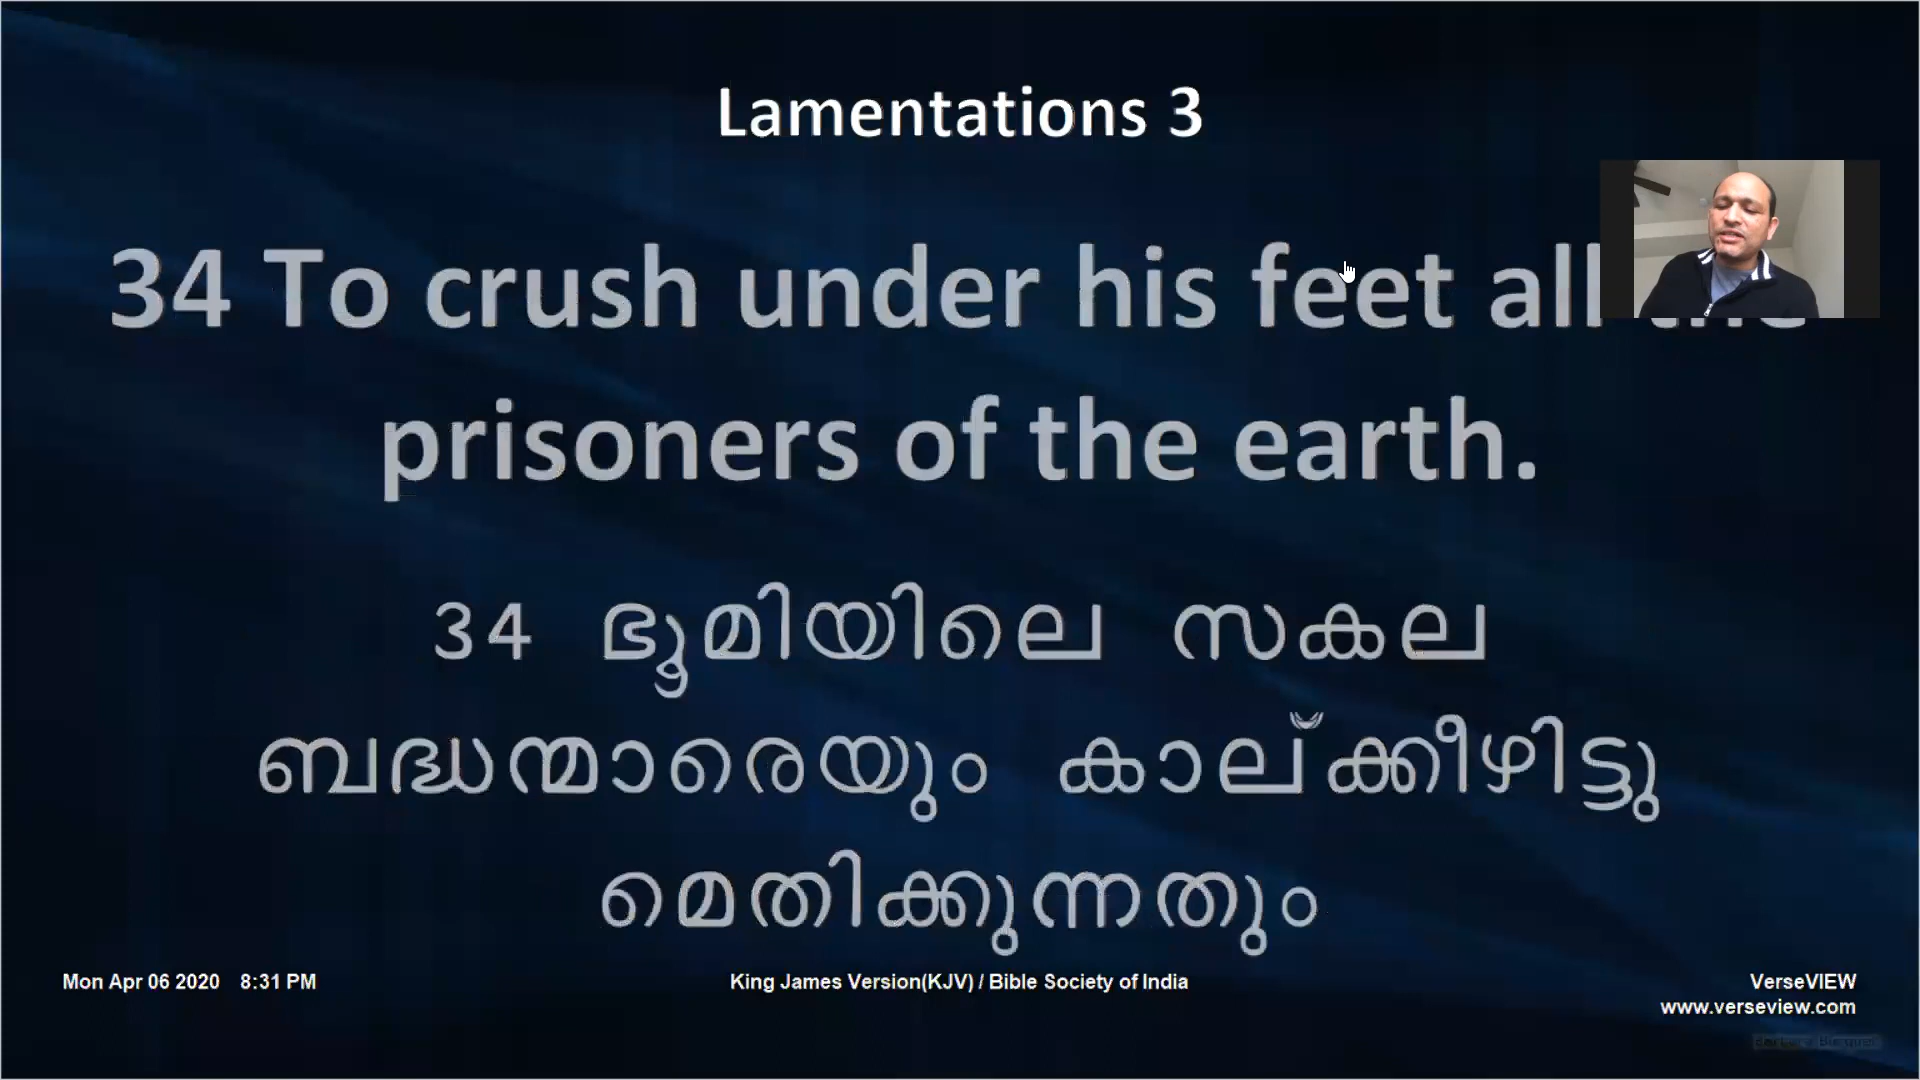 Lamentations 3
34 To crush under his feet all the
prisoners of the earth.
34 ഭൂമിയിലെ സകല
ബദ്ധന്മാരെയും കാല്ക്കീഴിട്ടു
മെതിക്കുന്നതും
Mon Apr 06 2020 8:31 PM
King James Version(KJV) / Bible Society of India
VerseVIEW
www.verseview.com